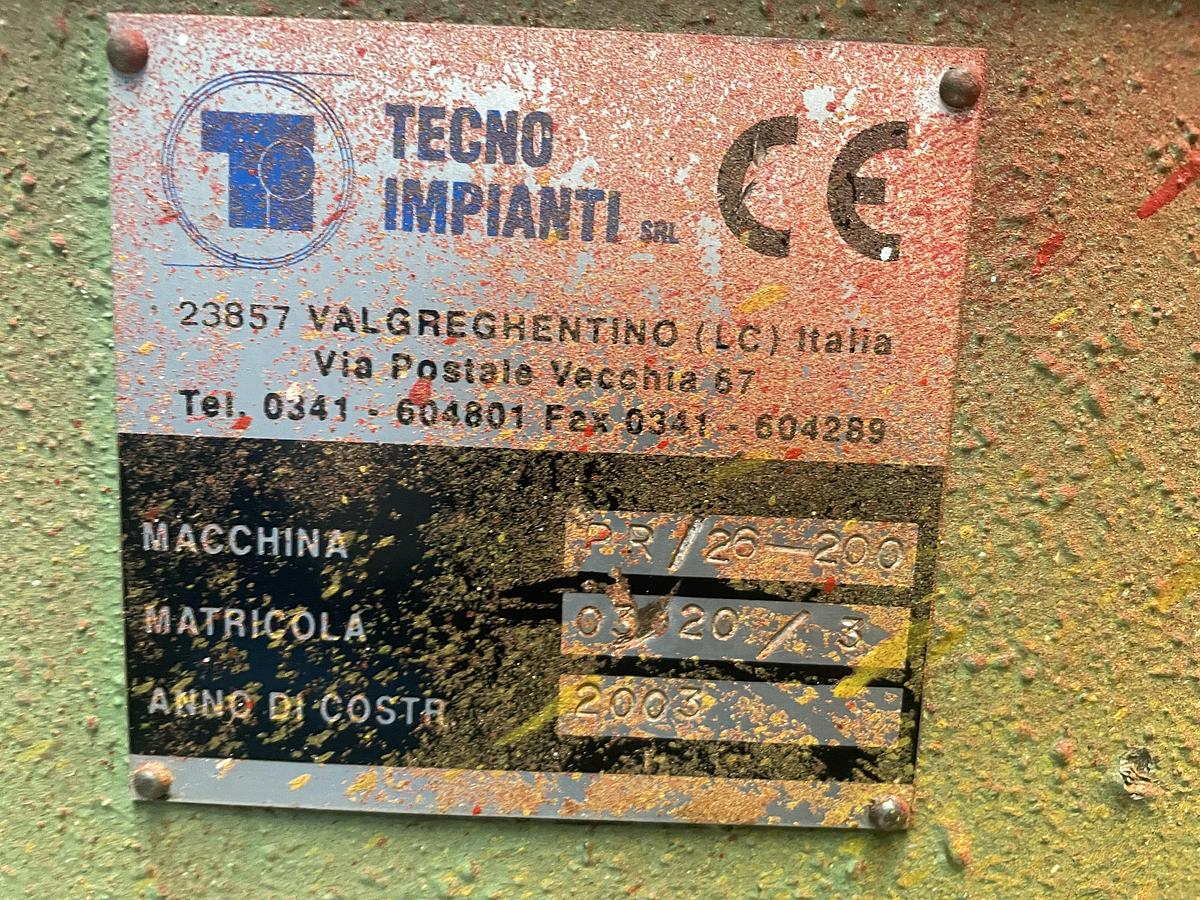 TI
TECNO
IMPIANTI SRL
CE
23857 VALGREGHENTINO (LC) Italia
Via Postale Vecchia 67
Tel. 0341 - 604801 Fax 0341 - 604289
MACCHINA PR/26-200
MATRICOLA 20 / 3
ANNO DI COSTR 2003